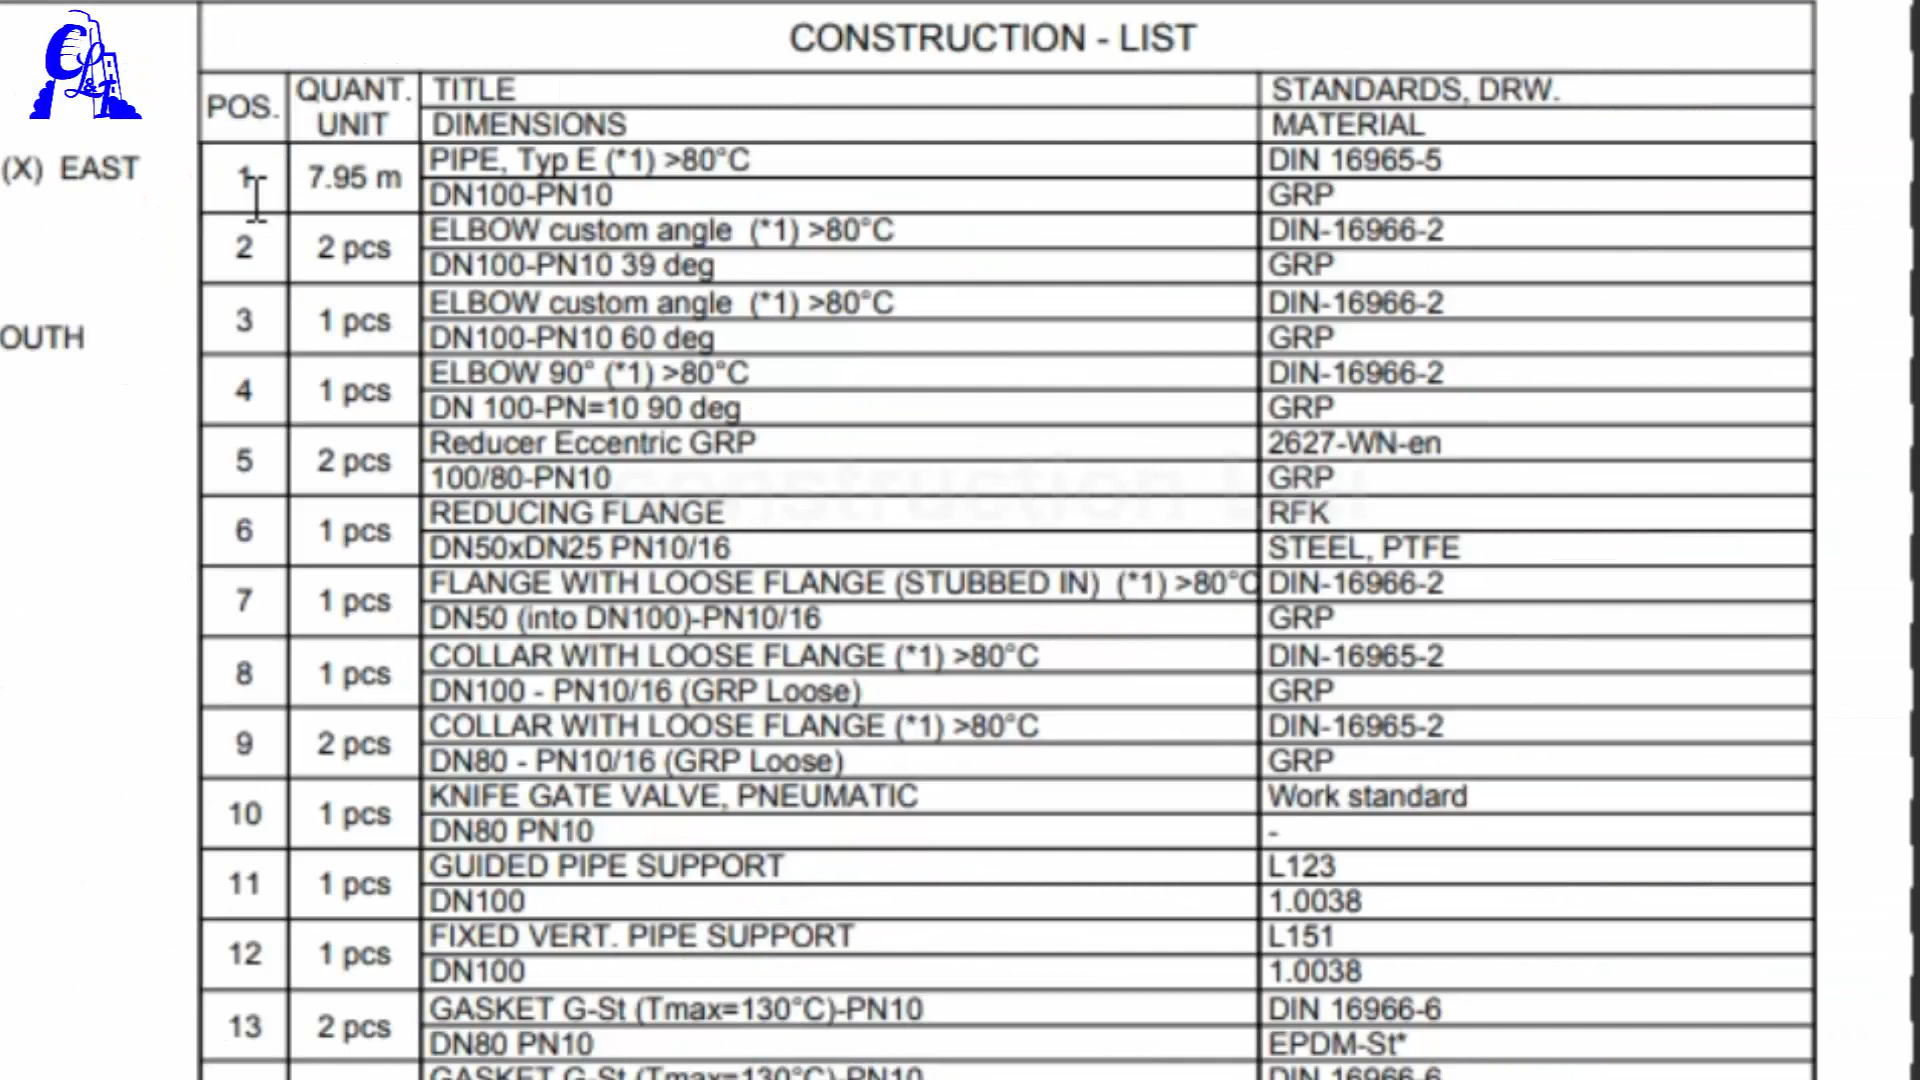 CL&T
CONSTRUCTION - LIST
POS. QUANT. UNIT TITLE STANDARDS, DRW.
DIMENSIONS MATERIAL
(X) EAST
OUTH
1 7.95 m PIPE, Typ E (*1) >80°C DIN 16965-5
DN100-PN10 GRP
2 2 pcs ELBOW custom angle (*1) >80°C DIN-16966-2
DN100-PN10 39 deg GRP
3 1 pcs ELBOW custom angle (*1) >80°C DIN-16966-2
DN100-PN10 60 deg GRP
4 1 pcs ELBOW 90° (*1) >80°C DIN-16966-2
DN 100-PN=10 90 deg GRP
5 2 pcs Reducer Eccentric GRP 2627-WN-en
100/80-PN10 GRP
6 1 pcs REDUCING FLANGE RFK
DN50xDN25 PN10/16 STEEL, PTFE
7 1 pcs FLANGE WITH LOOSE FLANGE (STUBBED IN) (*1) >80°C DIN-16966-2
DN50 (into DN100)-PN10/16 GRP
8 1 pcs COLLAR WITH LOOSE FLANGE (*1) >80°C DIN-16965-2
DN100 - PN10/16 (GRP Loose) GRP
9 2 pcs COLLAR WITH LOOSE FLANGE (*1) >80°C DIN-16965-2
DN80 - PN10/16 (GRP Loose) GRP
10 1 pcs KNIFE GATE VALVE, PNEUMATIC Work standard
DN80 PN10 -
11 1 pcs GUIDED PIPE SUPPORT L123
DN100 1.0038
12 1 pcs FIXED VERT. PIPE SUPPORT L151
DN100 1.0038
13 2 pcs GASKET G-St (Tmax=130°C)-PN10 DIN 16966-6
DN80 PN10 EPDM-St*
GASKET G-St (Tmax=130°C)-PN10 DIN 16966-6